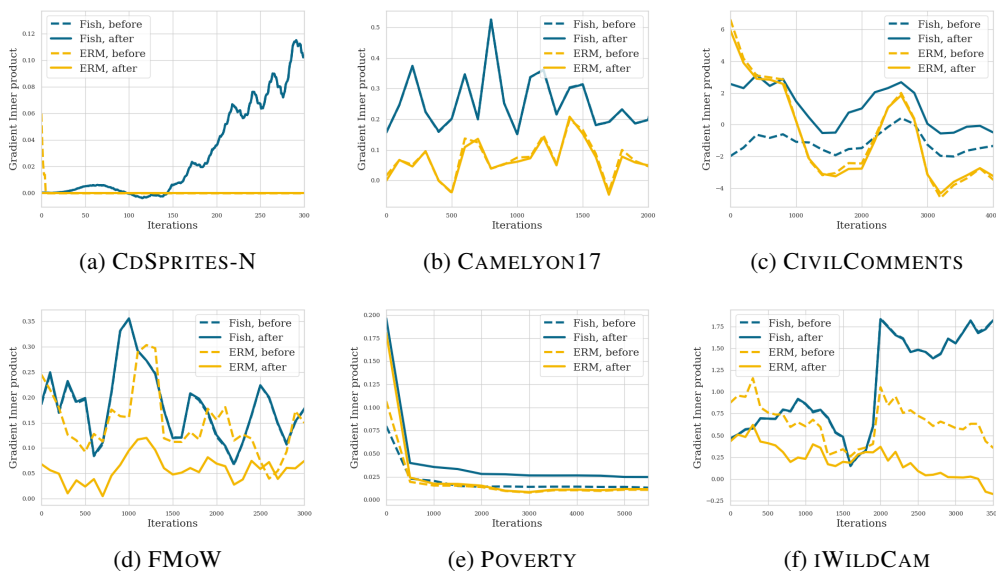 Gradient Inner product
0.12
0.10
0.08
0.06
0.04
0.02
0.00
0
50
100
150
200
250
300
Iterations
Fish, before
Fish, after
ERM, before
ERM, after
(a) CDSPRITES-N
Gradient Inner product
0.5
0.4
0.3
0.2
0.1
0.0
0
500
1000
1500
2000
Iterations
Fish, before
Fish, after
ERM, before
ERM, after
(b) CAMELYON17
Gradient Inner product
6
4
2
0
−2
−4
0
1000
2000
3000
400
Iterations
Fish, before
Fish, after
ERM, before
ERM, after
(c) CIVILCOMMENTS
Gradient Inner product
0.35
0.30
0.25
0.20
0.15
0.10
0.05
0.00
0
500
1000
1500
2000
2500
3000
Iterations
Fish, before
Fish, after
ERM, before
ERM, after
(d) FMOW
Gradient Inner product
0.200
0.175
0.150
0.125
0.100
0.075
0.050
0.025
0.000
0
1000
2000
3000
4000
5000
Iterations
Fish, before
Fish, after
ERM, before
ERM, after
(e) POVERTY
Gradient Inner product
1.75
1.50
1.25
1.00
0.75
0.50
0.25
0.00
−0.25
0
500
1000
1500
2000
2500
3000
350
Iterations
Fish, before
Fish, after
ERM, before
ERM, after
(f) IWILDCAM